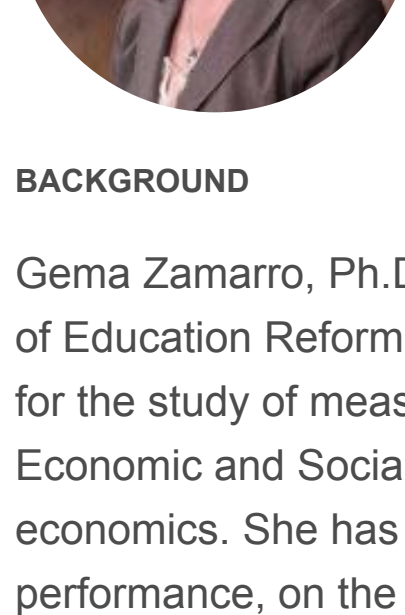 BACKGROUND
Gema Zamarro, Ph.D
of Education Reform
for the study of meas
Economic and Socia
economics. She has
performance, on the